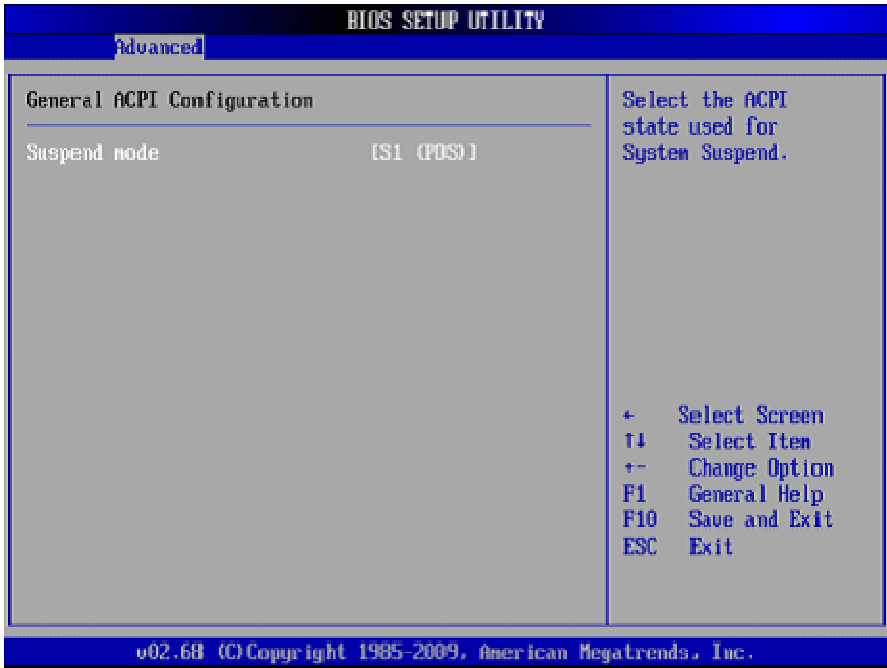 BIOS SETUP UTILITY
Advanced
General ACPI Configuration
Suspend mode [S1 (POS)]
Select the ACPI
state used for
System Suspend.
← Select Screen
↑↓ Select Item
+- Change Option
F1 General Help
F10 Save and Exit
ESC Exit
v02.68 (C)Copyright 1985-2009, American Megatrends, Inc.